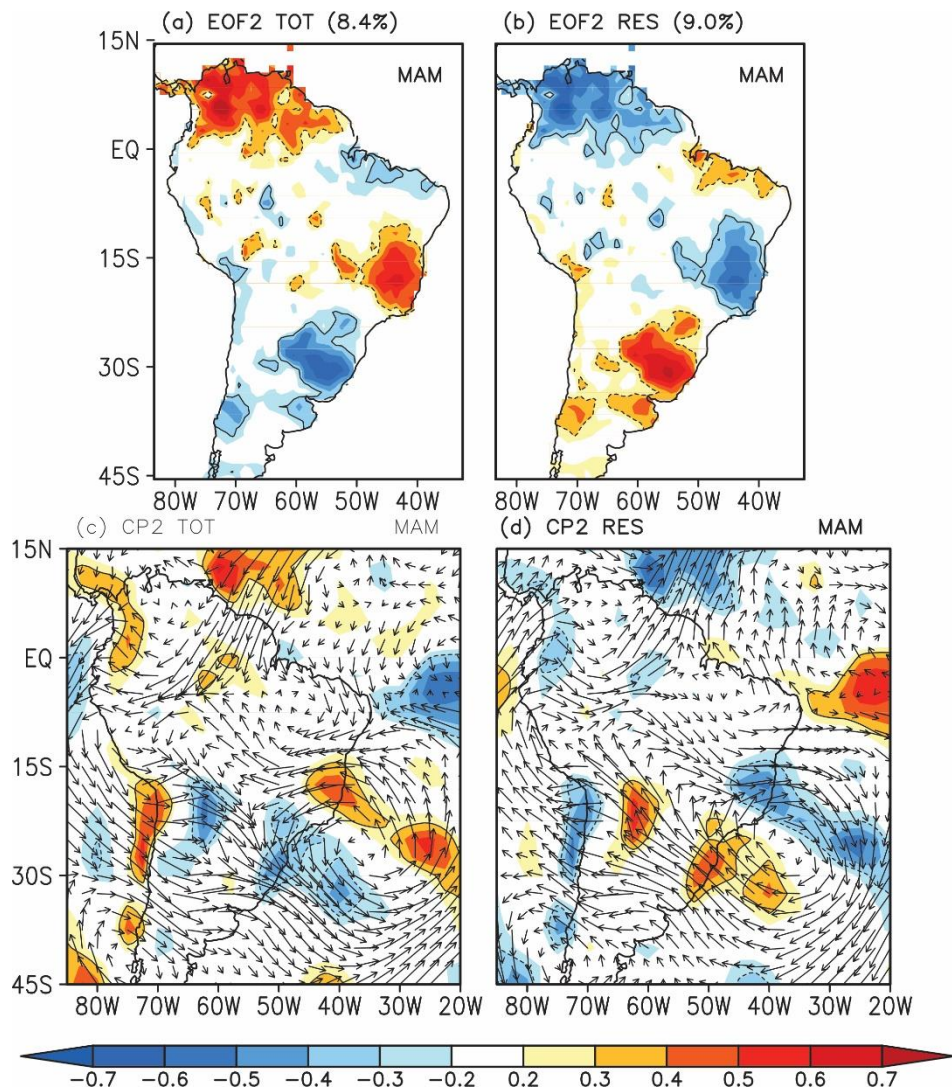 (a) EOF2 TOT (8.4%)
(b) EOF2 RES (9.0%)
15N
EQ
15S
30S
45S
MAM
MAM
80W 70W 60W 50W 40W
80W 70W 60W 50W 40W
(c) CP2 TOT MAM
(d) CP2 RES MAM
15N
EQ
15S
30S
45S
80W 70W 60W 50W 40W 30W 20W
80W 70W 60W 50W 40W 30W 20W
-0.7 -0.6 -0.5 -0.4 -0.3 -0.2 0.2 0.3 0.4 0.5 0.6 0.7